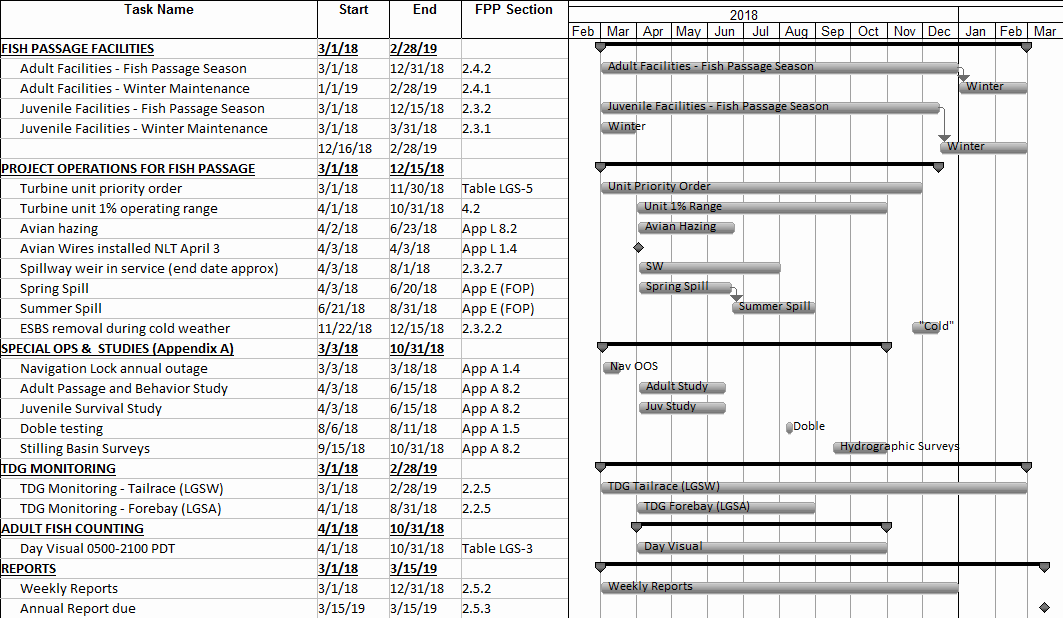 Task Name Start End FPP Section
2018
Feb Mar Apr May Jun Jul Aug Sep Oct Nov Dec Jan Feb Mar
FISH PASSAGE FACILITIES 3/1/18 2/28/19
Adult Facilities - Fish Passage Season 3/1/18 12/31/18 2.4.2 Adult Facilities - Fish Passage Season
Adult Facilities - Winter Maintenance 1/1/19 2/28/19 2.4.1 Winter
Juvenile Facilities - Fish Passage Season 3/1/18 12/15/18 2.3.2 Juvenile Facilities - Fish Passage Season
Juvenile Facilities - Winter Maintenance 3/1/18 3/31/18 2.3.1 Winter
12/16/18 2/28/19 Winter
PROJECT OPERATIONS FOR FISH PASSAGE 3/1/18 12/15/18
Turbine unit priority order 3/1/18 11/30/18 Table LGS-5 Unit Priority Order
Turbine unit 1% operating range 4/1/18 10/31/18 4.2 Unit 1% Range
Avian hazing 4/2/18 6/23/18 App L 8.2 Avian Hazing
Avian Wires installed NLT April 3 4/3/18 4/3/18 App L 1.4
Spillway weir in service (end date approx) 4/3/18 8/1/18 2.3.2.7 SW
Spring Spill 4/3/18 6/20/18 App E (FOP) Spring Spill
Summer Spill 6/21/18 8/31/18 App E (FOP) Summer Spill
ESBS removal during cold weather 11/22/18 12/15/18 2.3.2.2 "Cold"
SPECIAL OPS & STUDIES (Appendix A) 3/3/18 10/31/18
Navigation Lock annual outage 3/3/18 3/18/18 App A 1.4 Nav OOS
Adult Passage and Behavior Study 4/3/18 6/15/18 App A 8.2 Adult Study
Juvenile Survival Study 4/3/18 6/15/18 App A 8.2 Juv Study
Doble testing 8/6/18 8/11/18 App A 1.5 Doble
Stilling Basin Surveys 9/15/18 10/31/18 App A 8.2 Hydrographic Surveys
TDG MONITORING 3/1/18 2/28/19
TDG Monitoring - Tailrace (LGSW) 3/1/18 2/28/19 2.2.5 TDG Tailrace (LGSW)
TDG Monitoring - Forebay (LGSA) 4/1/18 8/31/18 2.2.5 TDG Forebay (LGSA)
ADULT FISH COUNTING 4/1/18 10/31/18
Day Visual 0500-2100 PDT 4/1/18 10/31/18 Table LGS-3 Day Visual
REPORTS 3/1/18 3/15/19
Weekly Reports 3/1/18 12/31/18 2.5.2 Weekly Reports
Annual Report due 3/15/19 3/15/19 2.5.3